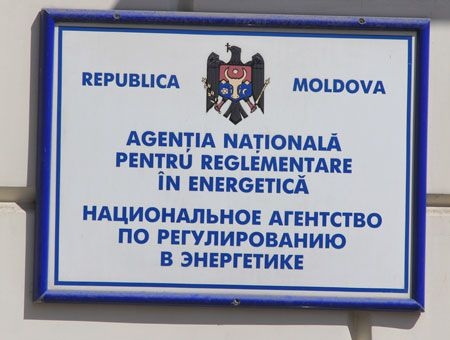 REPUBLICA MOLDOVA
AGENȚIA NAȚIONALĂ
PENTRU REGLEMENTARE
ÎN ENERGETICĂ
НАЦИОНАЛЬНОЕ АГЕНТСТВО
ПО РЕГУЛИРОВАНИЮ
В ЭНЕРГЕТИКЕ